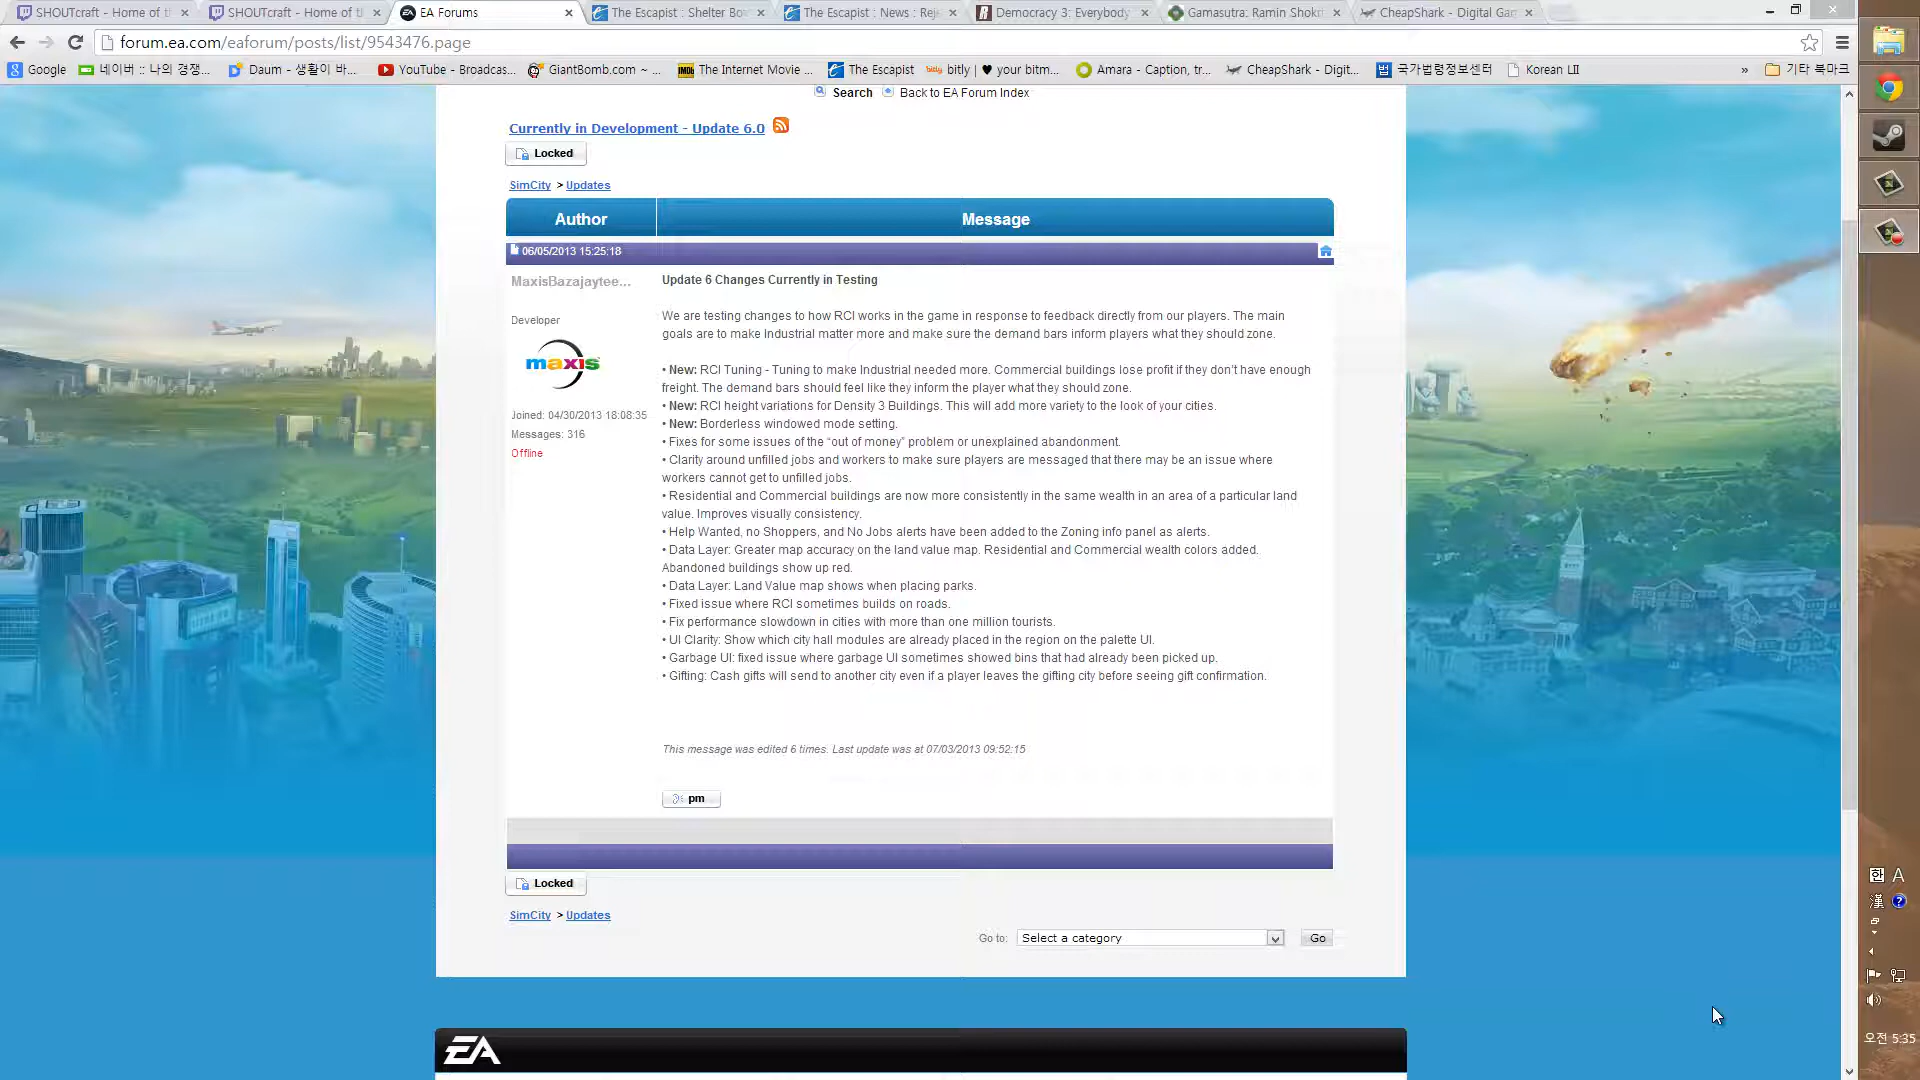 SHOUTcraft - Home of t
SHOUTcraft - Home of t
EA Forums
The Escapist : Shelter Bo
The Escapist : News : Rej
Democracy 3: Everybody
Gamasutra: Ramin Shok
CheapShark - Digital Ga
forum.ea.com/eaforum/posts/list/9543476.page
Google
네이버 :: 나의 경쟁...
Daum - 생활이 바...
YouTube - Broadcas...
GiantBomb.com ~ ...
The Internet Movie ...
The Escapist
bitly | ♥ your bitm...
Amara - Caption, tr...
CheapShark - Digit...
국가법령정보센터
Korean LII
»
기타 북마크
Search
Back to EA Forum Index
Currently in Development - Update 6.0
Locked
SimCity > Updates
Author
Message
06/05/2013 15:25:18
MaxisBazajaytee...
Developer
maxis
Joined: 04/30/2013 18:08:35
Messages: 316
Offline
Update 6 Changes Currently in Testing
We are testing changes to how RCI works in the game in response to feedback directly from our players. The main
goals are to make Industrial matter more and make sure the demand bars inform players what they should zone.
• New: RCI Tuning - Tuning to make Industrial needed more. Commercial buildings lose profit if they don't have enough
freight. The demand bars should feel like they inform the player what they should zone.
• New: RCI height variations for Density 3 Buildings. This will add more variety to the look of your cities.
• New: Borderless windowed mode setting.
• Fixes for some issues of the “out of money” problem or unexplained abandonment.
• Clarity around unfilled jobs and workers to make sure players are messaged that there may be an issue where
workers cannot get to unfilled jobs.
• Residential and Commercial buildings are now more consistently in the same wealth in an area of a particular land
value. Improves visually consistency.
• Help Wanted, no Shoppers, and No Jobs alerts have been added to the Zoning info panel as alerts.
• Data Layer: Greater map accuracy on the land value map. Residential and Commercial wealth colors added.
Abandoned buildings show up red.
• Data Layer: Land Value map shows when placing parks.
• Fixed issue where RCI sometimes builds on roads.
• Fix performance slowdown in cities with more than one million tourists.
• UI Clarity: Show which city hall modules are already placed in the region on the palette UI.
• Garbage UI: fixed issue where garbage UI sometimes showed bins that had already been picked up.
• Gifting: Cash gifts will send to another city even if a player leaves the gifting city before seeing gift confirmation.
This message was edited 6 times. Last update was at 07/03/2013 09:52:15
pm
Locked
SimCity > Updates
Go to:
Select a category
Go
EA
한 A
漢 ?
오전 5:35